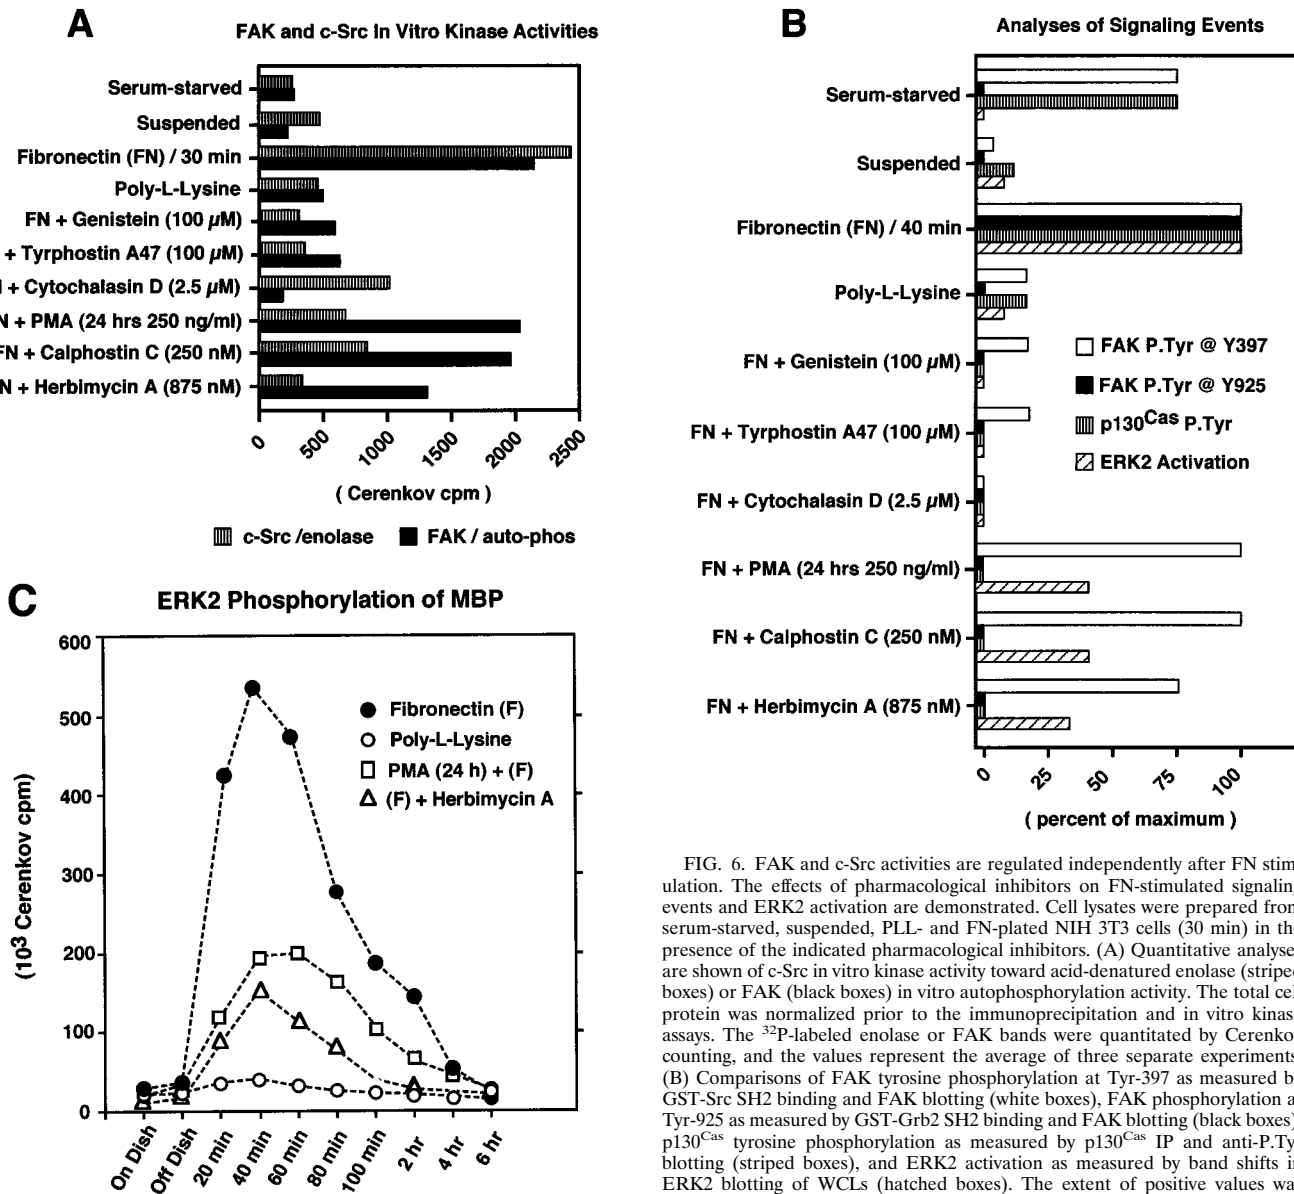 A
FAK and c-Src In Vitro Kinase Activities
Serum-starved
Suspended
Fibronectin (FN) / 30 min
Poly-L-Lysine
FN + Genistein (100 µM)
+ Tyrphostin A47 (100 µM)
+ Cytochalasin D (2.5 µM)
+ PMA (24 hrs 250 ng/ml)
FN + Calphostin C (250 nM)
+ Herbimycin A (875 nM)
0
500
1000
1500
2000
2500
( Cerenkov cpm )
c-Src /enolase
FAK / auto-phos
B
Analyses of Signaling Events
Serum-starved
Suspended
Fibronectin (FN) / 40 min
Poly-L-Lysine
FN + Genistein (100 µM)
FN + Tyrphostin A47 (100 µM)
FN + Cytochalasin D (2.5 µM)
FN + PMA (24 hrs 250 ng/ml)
FN + Calphostin C (250 nM)
FN + Herbimycin A (875 nM)
FAK P.Tyr @ Y397
FAK P.Tyr @ Y925
p130Cas P.Tyr
ERK2 Activation
0
25
50
75
100
( percent of maximum )
C
ERK2 Phosphorylation of MBP
(10³ Cerenkov cpm)
600
500
400
300
200
100
0
Fibronectin (F)
Poly-L-Lysine
PMA (24 h) + (F)
(F) + Herbimycin A
On Dish
Off Dish
20 min
40 min
60 min
80 min
100 min
2 hr
4 hr
6 hr
FIG. 6. FAK and c-Src activities are regulated independently after FN stim
ulation. The effects of pharmacological inhibitors on FN-stimulated signaling
events and ERK2 activation are demonstrated. Cell lysates were prepared from
serum-starved, suspended, PLL- and FN-plated NIH 3T3 cells (30 min) in the
presence of the indicated pharmacological inhibitors. (A) Quantitative analyse
are shown of c-Src in vitro kinase activity toward acid-denatured enolase (striped
boxes) or FAK (black boxes) in vitro autophosphorylation activity. The total cel
protein was normalized prior to the immunoprecipitation and in vitro kinas
assays. The ³²P-labeled enolase or FAK bands were quantitated by Cerenko
counting, and the values represent the average of three separate experiments
(B) Comparisons of FAK tyrosine phosphorylation at Tyr-397 as measured b
GST-Src SH2 binding and FAK blotting (white boxes), FAK phosphorylation a
Tyr-925 as measured by GST-Grb2 SH2 binding and FAK blotting (black boxes)
p130Cas tyrosine phosphorylation as measured by p130Cas IP and anti-P.Ty
blotting (striped boxes), and ERK2 activation as measured by band shifts in
ERK2 blotting of WCLs (hatched boxes). The extent of positive values wa